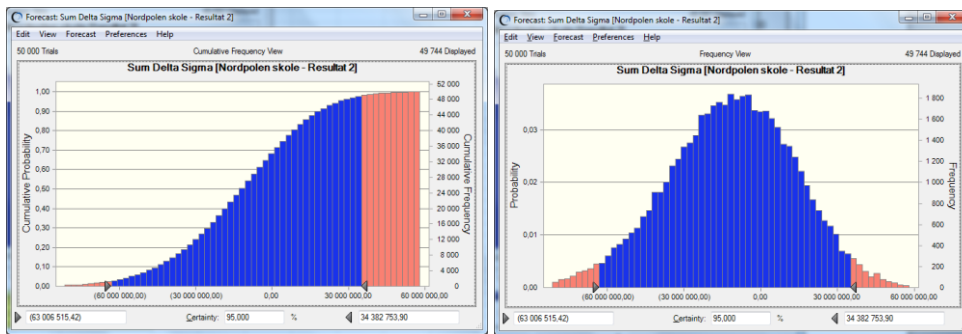 Forecast: Sum Delta Sigma [Nordpolen skole - Resultat 2]
Edit View Forecast Preferences Help
50 000 Trials Cumulative Frequency View 49 744 Displayed
Sum Delta Sigma [Nordpolen skole - Resultat 2]
Cumulative Probability
1,00
0,90
0,80
0,70
0,60
0,50
0,40
0,30
0,20
0,10
0,00
52 000
48 000
44 000
40 000
36 000
32 000
28 000
24 000
20 000
16 000
12 000
8 000
4 000
0
Cumulative Frequency
(60 000 000,00) (30 000 000,00) 0,00 30 000 000,00 60 000 000,00
(63 006 515,42) Certainty: 95,000 % 34 382 753,90
Forecast: Sum Delta Sigma [Nordpolen skole - Resultat 2]
Edit View Forecast Preferences Help
50 000 Trials Frequency View 49 744 Displayed
Sum Delta Sigma [Nordpolen skole - Resultat 2]
Probability
0,03
0,02
0,01
0,00
1 800
1 600
1 400
1 200
1 000
800
600
400
200
0
Frequency
(60 000 000,00) (30 000 000,00) 0,00 30 000 000,00 60 000 000,00
(63 006 515,42) Certainty: 95,000 % 34 382 753,90